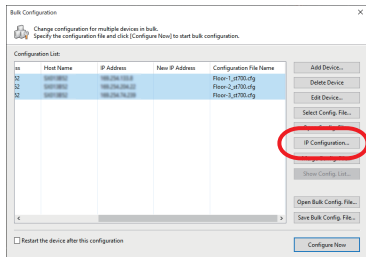 Bulk Configuration
Change configuration for multiple devices in bulk.
Specify the configuration file and click [Configure Now] to start bulk configuration.
Configuration List:
ss Host Name IP Address New IP Address Configuration File Name
52 Floor-1_st700.cfg
52 Floor-2_st700.cfg
52 Floor-3_st700.cfg
Add Device...
Delete Device
Edit Device...
Select Config. File...
IP Configuration...
Show Config. List...
Open Bulk Config. File...
Save Bulk Config. File...
Restart the device after this configuration
Configure Now